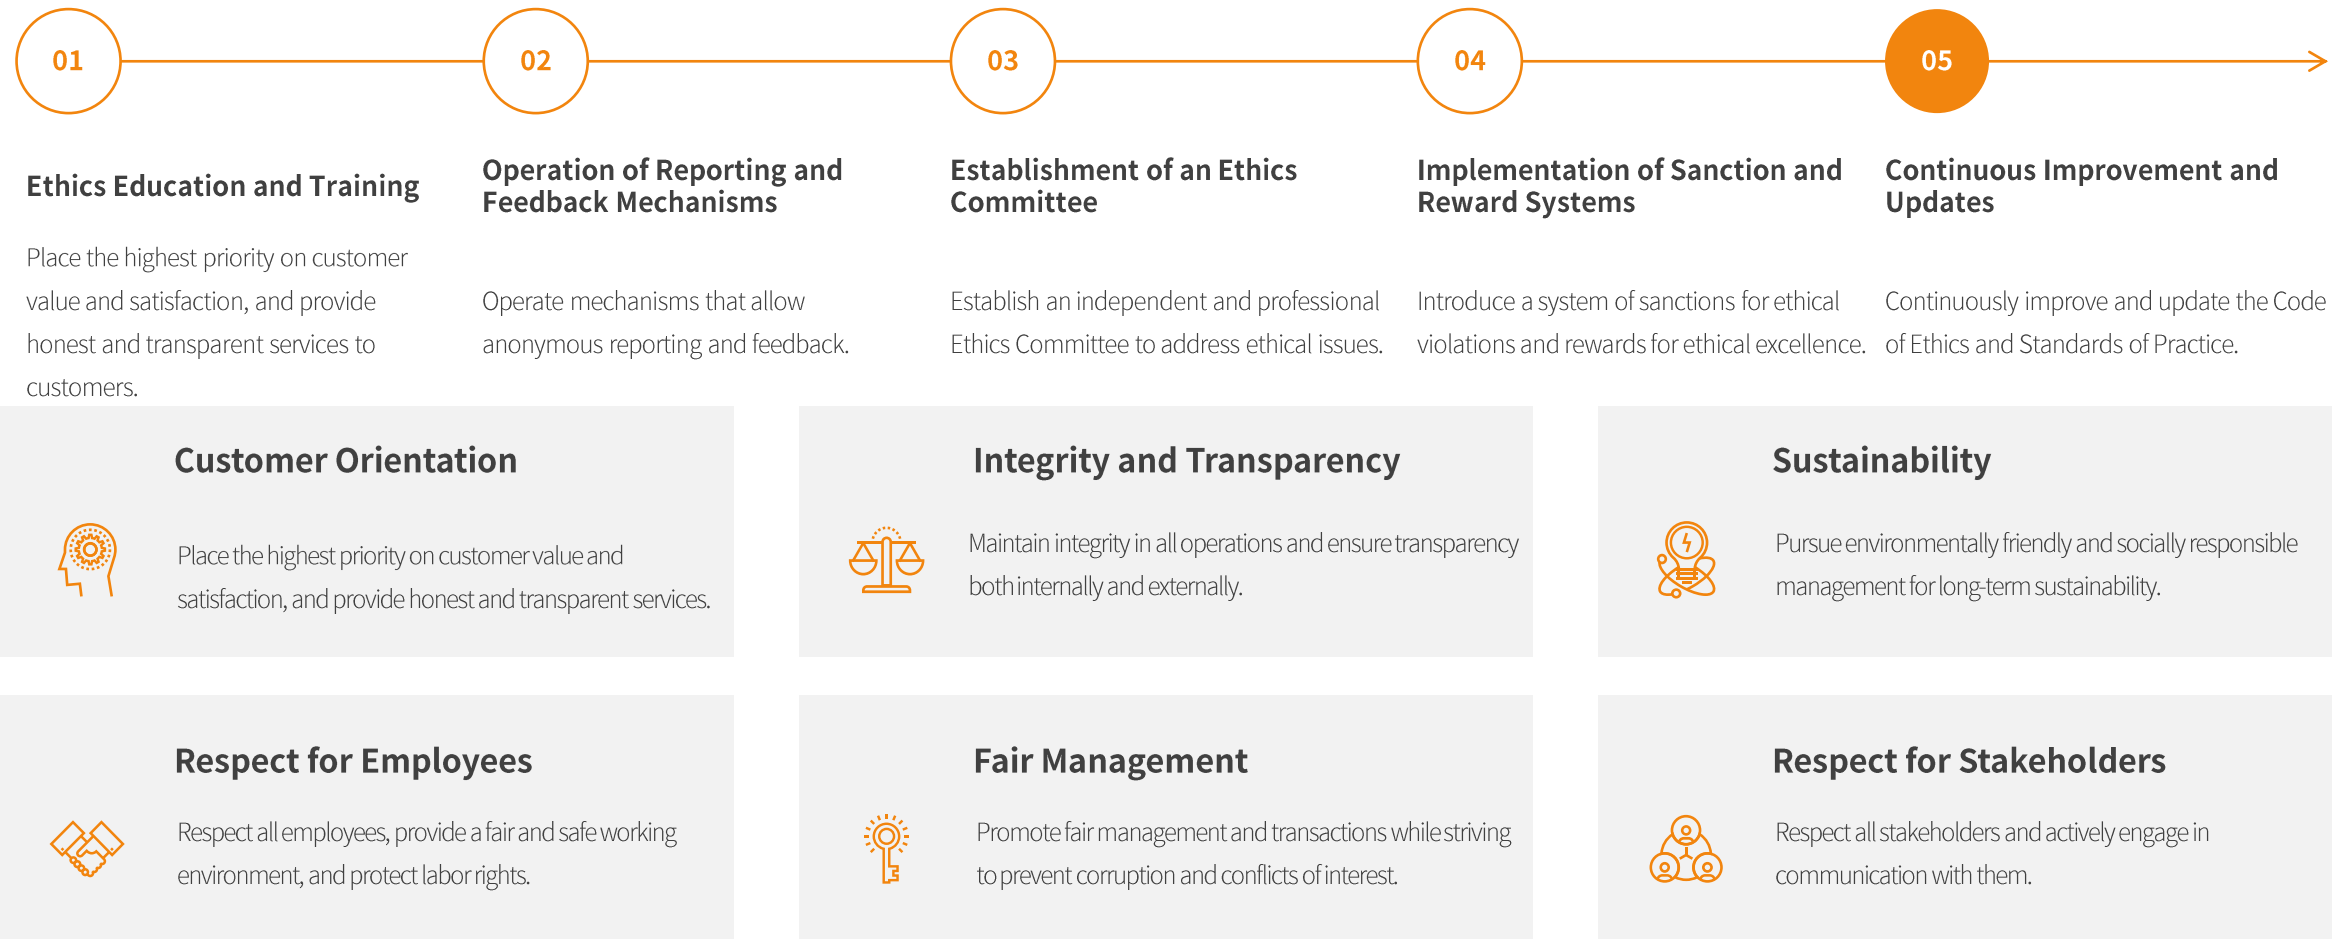 01
02
03
04
05
Ethics Education and Training
Place the highest priority on customer
value and satisfaction, and provide
honest and transparent services to
customers.
Operation of Reporting and
Feedback Mechanisms
Operate mechanisms that allow
anonymous reporting and feedback.
Establishment of an Ethics
Committee
Establish an independent and professional
Ethics Committee to address ethical issues.
Implementation of Sanction and
Reward Systems
Introduce a system of sanctions for ethical
violations and rewards for ethical excellence.
Continuous Improvement and
Updates
Continuously improve and update the Code
of Ethics and Standards of Practice.
Customer Orientation
Place the highest priority on customer value and
satisfaction, and provide honest and transparent services.
Integrity and Transparency
Maintain integrity in all operations and ensure transparency
both internally and externally.
Sustainability
Pursue environmentally friendly and socially responsible
management for long-term sustainability.
Respect for Employees
Respect all employees, provide a fair and safe working
environment, and protect labor rights.
Fair Management
Promote fair management and transactions while striving
to prevent corruption and conflicts of interest.
Respect for Stakeholders
Respect all stakeholders and actively engage in
communication with them.